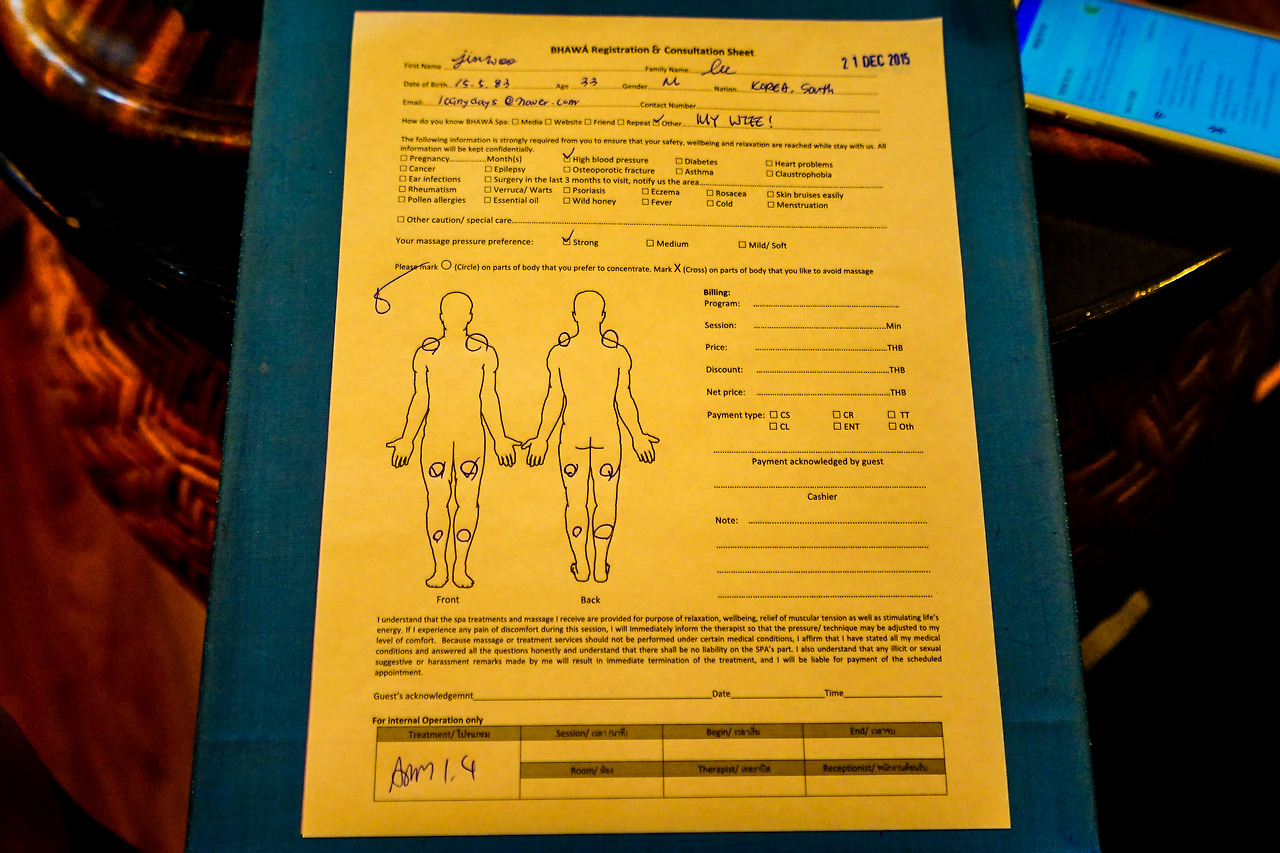 BHAWA Registration & Consultation Sheet
21 DEC 2015
First Name Jinwoo Family Name lee
Date of Birth 15.5.83 Age 33 Gender M Nation KOREA. South
Email: @naver.com Contact Number
How do you know BHAWA Spa: ☐ Media ☐ Website ☐ Friend ☐ Repeat ☑ Other... MY WIFE!
The following information is strongly required from you to ensure that your safety, wellbeing and relaxation are reached while stay with us. All
information will be kept confidentially.
☐ Pregnancy...............Month(s) ☑ High blood pressure ☐ Diabetes ☐ Heart problems
☐ Cancer ☐ Epilepsy ☐ Osteoporotic fracture ☐ Asthma ☐ Claustrophobia
☐ Ear infections ☐ Surgery in the last 3 months to visit, notify us the area
☐ Rheumatism ☐ Verruca/ Warts ☐ Psoriasis ☐ Eczema ☐ Rosacea ☐ Skin bruises easily
☐ Pollen allergies ☐ Essential oil ☐ Wild honey ☐ Fever ☐ Cold ☐ Menstruation
☐ Other caution/ special care
Your massage pressure preference: ☑ Strong ☐ Medium ☐ Mild/ Soft
Please mark O (Circle) on parts of body that you prefer to concentrate. Mark X (Cross) on parts of body that you like to avoid massage
Billing:
Program:
Session: Min
Price: THB
Discount: THB
Net price: THB
Payment type: ☐ CS ☐ CR ☐ TT
☐ CL ☐ ENT ☐ Oth
Payment acknowledged by guest
Cashier
Note:
Front Back
I understand that the spa treatments and massage I receive are provided for purpose of relaxation, wellbeing, relief of muscular tension as well as stimulating life's
energy. If I experience any pain of discomfort during this session, I will immediately inform the therapist so that the pressure/ technique may be adjusted to my
level of comfort. Because massage or treatment services should not be performed under certain medical conditions, I affirm that I have stated all my medical
conditions and answered all the questions honestly and understand that there shall be no liability on the SPA's part. I also understand that any illicit or sexual
suggestive or harassment remarks made by me will result in immediate termination of the treatment, and I will be liable for payment of the scheduled
appointment.
Guest's acknowledgemnt Date Time
For Internal Operation only
Treatment/ โปรแกรม Session/ เวลา (นาที) Begin/ เวลาเริ่ม End/ เวลาจบ
1.4
Room/ ห้อง Therapist/ เทอราปิส Receptionist/ พนักงานต้อนรับ